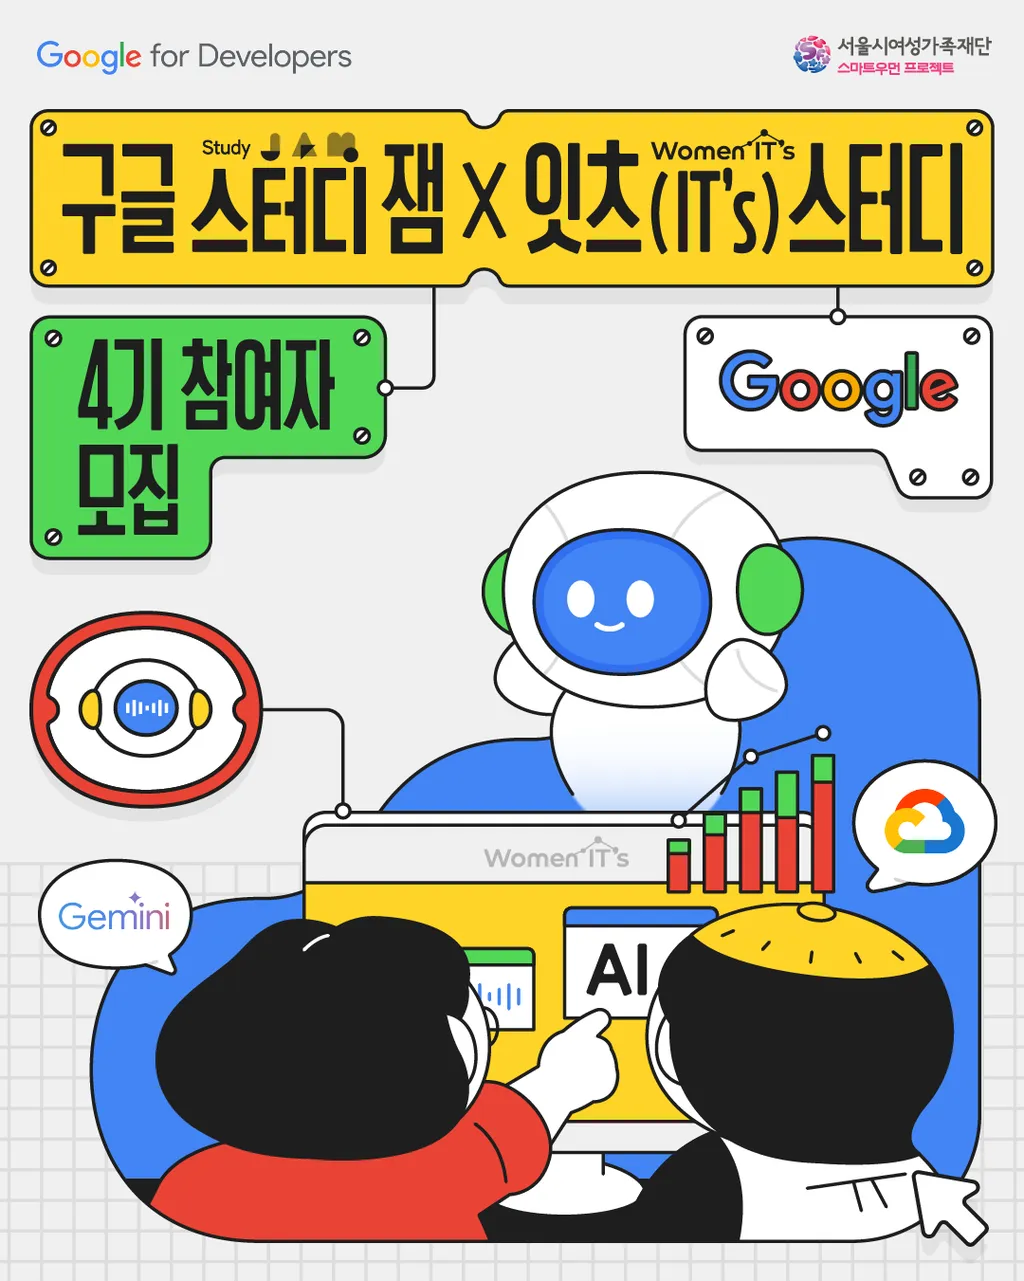 Google for Developers
서울시여성가족재단
스마트우먼 프로젝트
Study JAM
Women IT's
구글 스터디 잼 X 잇츠(IT's)스터디
4기 참여자
모집
Google
Women IT's
Gemini
AI